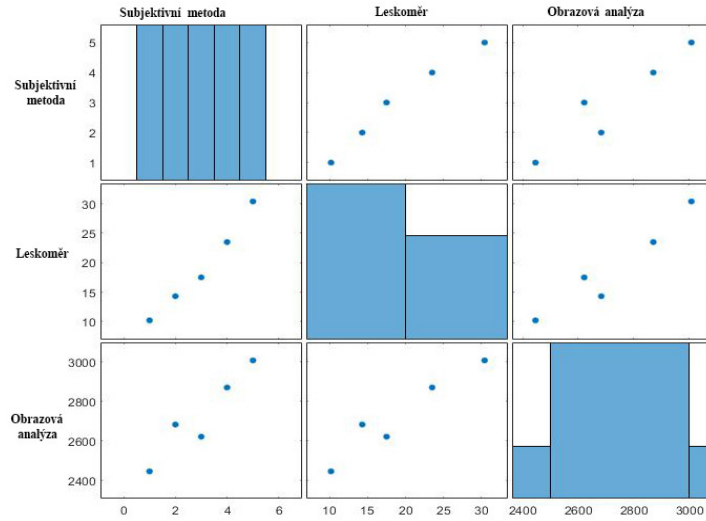 Subjektivní metoda
Leskoměr
Obrazová analýza
Subjektivní
metoda
5
4
3
2
1
Leskoměr
30
25
20
15
10
Obrazová
analýza
3000
2800
2600
2400
0 2 4 6
10 15 20 25 30
2400 2600 2800 3000